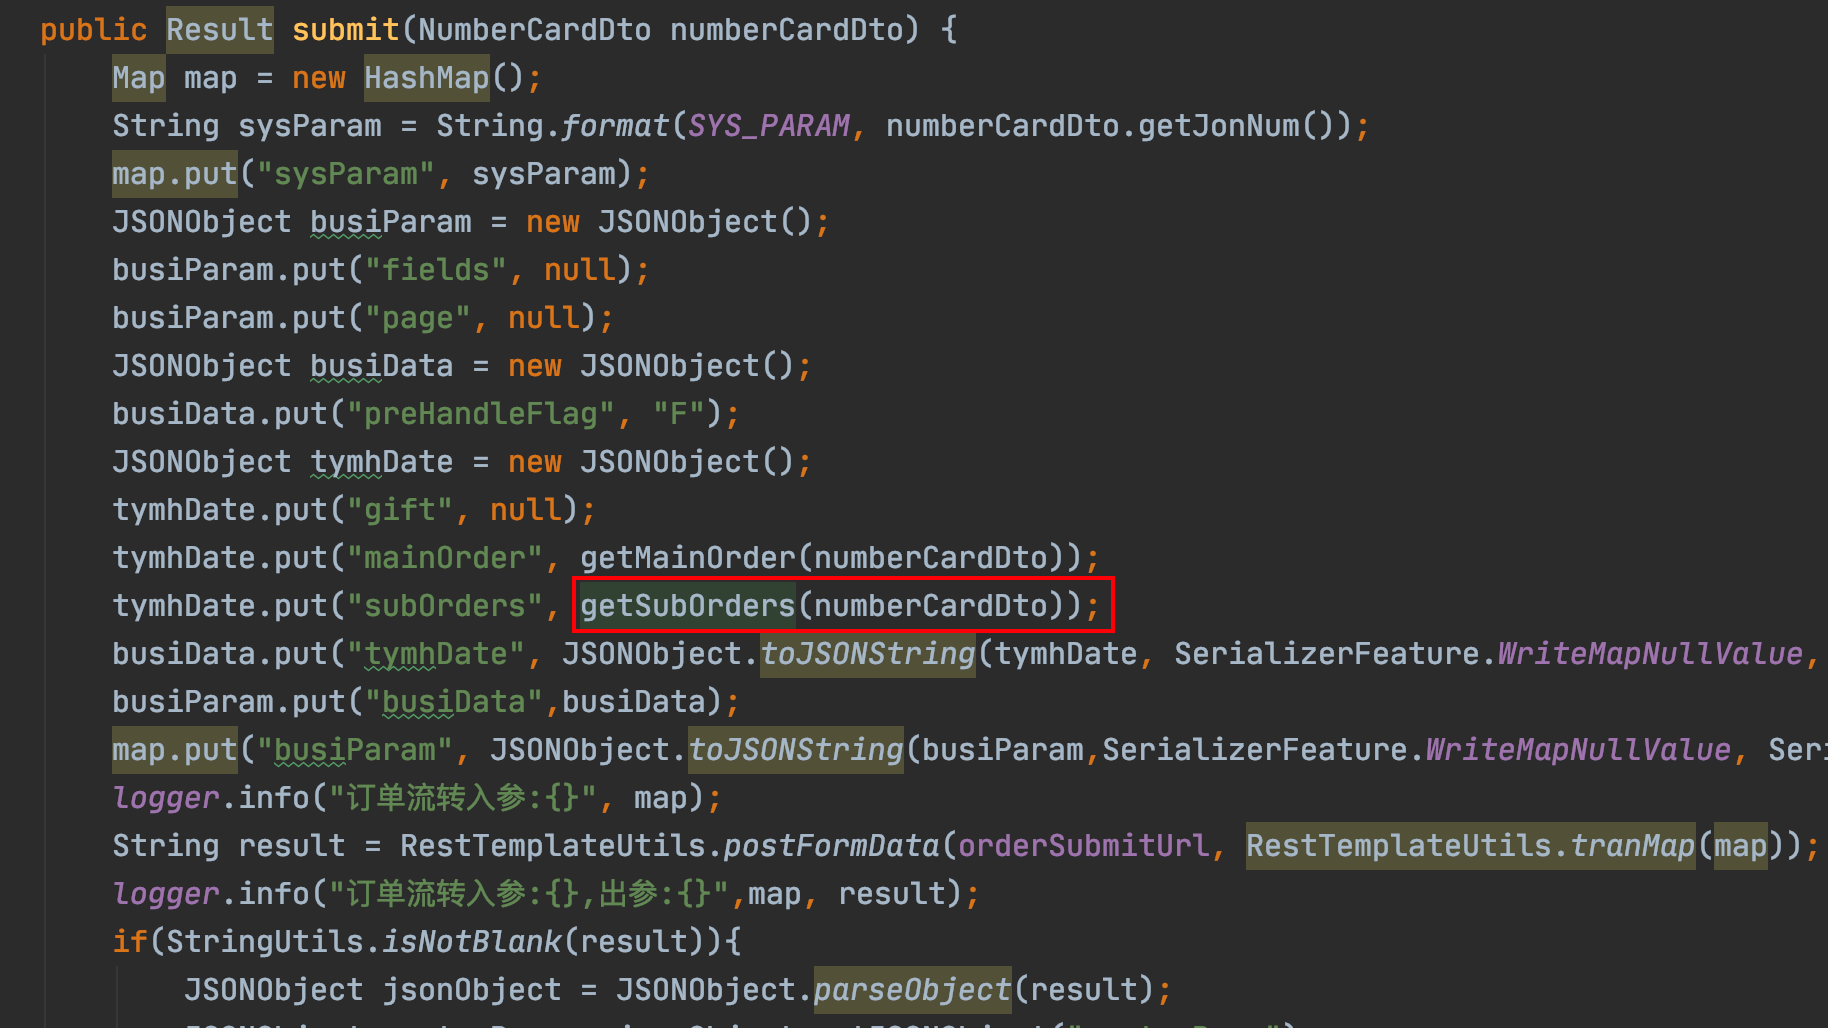 public Result submit(NumberCardDto numberCardDto) {
Map map = new HashMap();
String sysParam = String.format(SYS_PARAM, numberCardDto.getJonNum());
map.put("sysParam", sysParam);
JSONObject busiParam = new JSONObject();
busiParam.put("fields", null);
busiParam.put("page", null);
JSONObject busiData = new JSONObject();
busiData.put("preHandleFlag", "F");
JSONObject tymhDate = new JSONObject();
tymhDate.put("gift", null);
tymhDate.put("mainOrder", getMainOrder(numberCardDto));
tymhDate.put("subOrders", getSubOrders(numberCardDto));
busiData.put("tymhDate", JSONObject.toJSONString(tymhDate, SerializerFeature.WriteMapNullValue,
busiParam.put("busiData",busiData);
map.put("busiParam", JSONObject.toJSONString(busiParam,SerializerFeature.WriteMapNullValue, Seri
logger.info("订单流转入参:{}", map);
String result = RestTemplateUtils.postFormData(orderSubmitUrl, RestTemplateUtils.tranMap(map));
logger.info("订单流转入参:{},出参:{}",map, result);
if(StringUtils.isNotBlank(result)){
JSONObject jsonObject = JSONObject.parseObject(result);